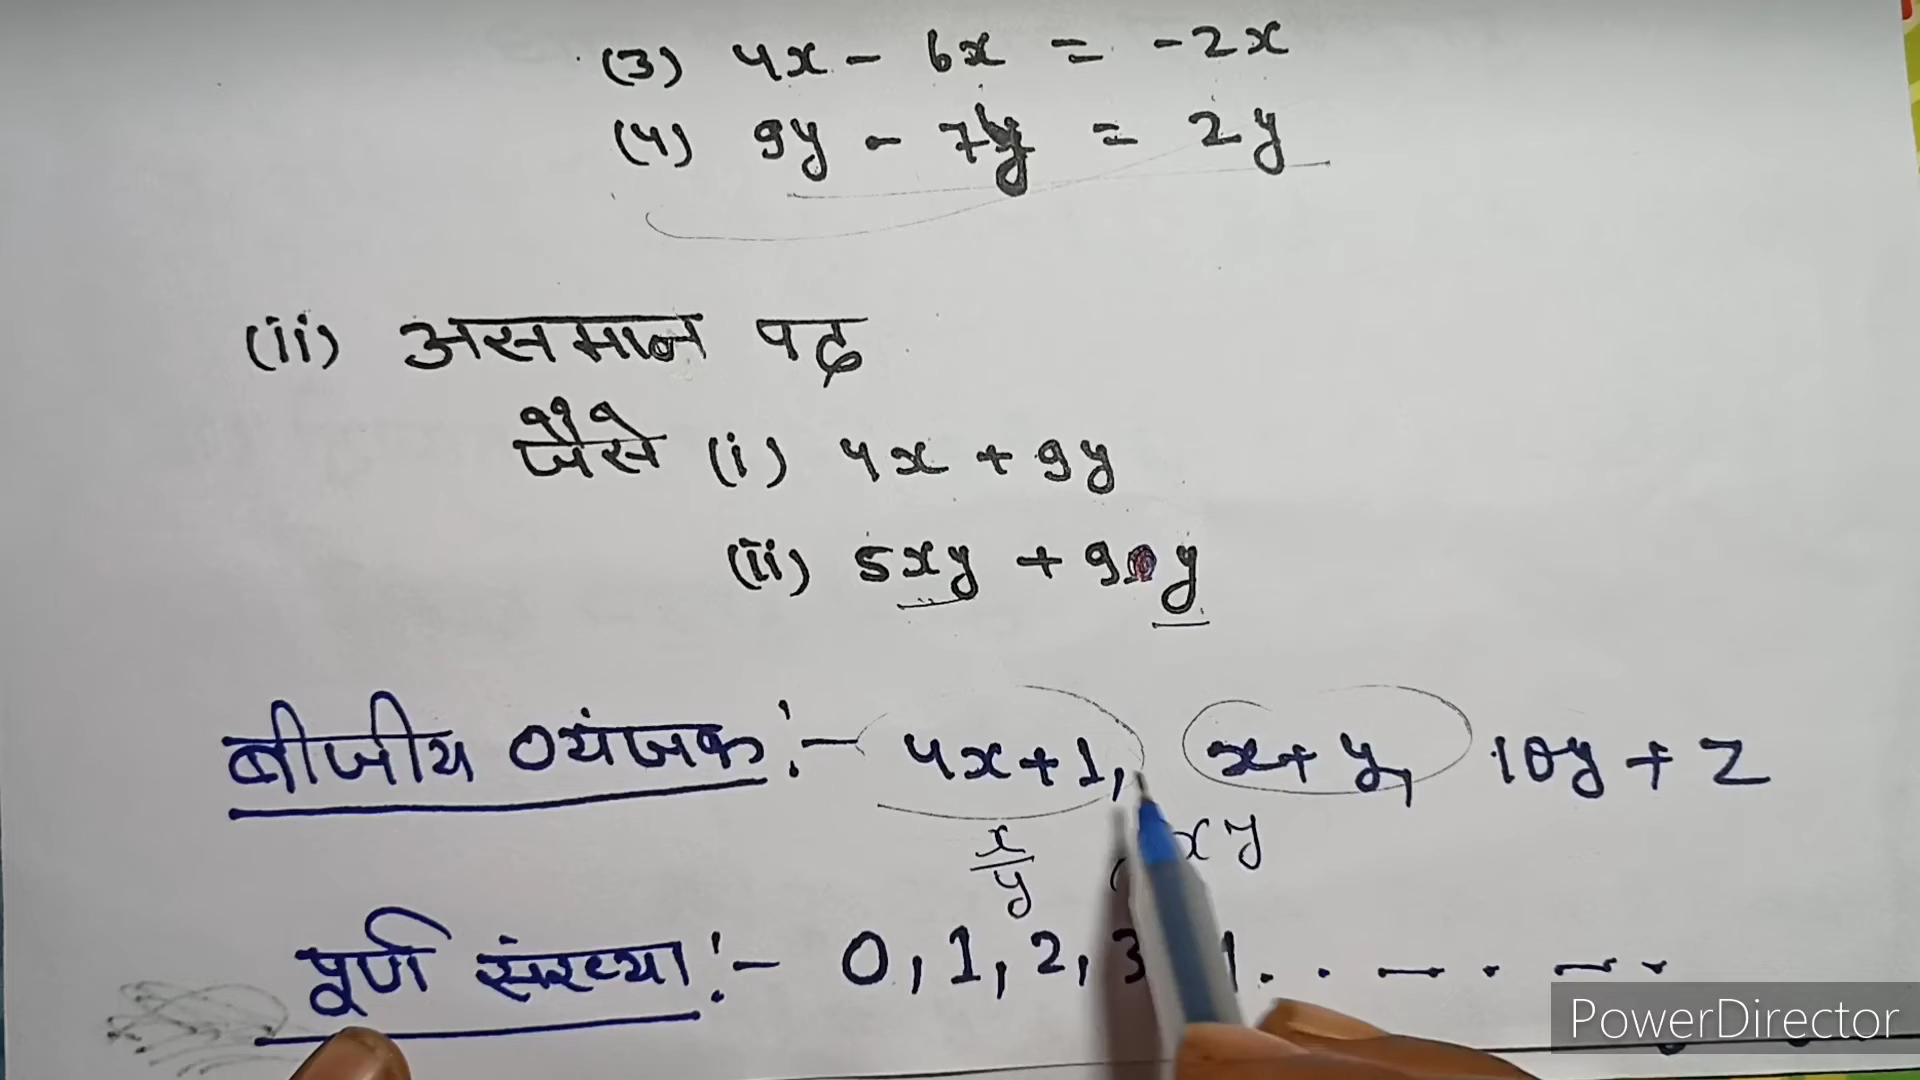 (3) 4x - 6x = -2x
(4) 9y - 7y = 2y
(ii) असमान पद
जैसे (i) 4x + 9y
(ii) 5xy + 9y
बीजीय व्यंजक :- 4x+1, x+y, 10y + z
x/y xy
पूर्ण संख्या :- 0, 1, 2, 3
PowerDirector